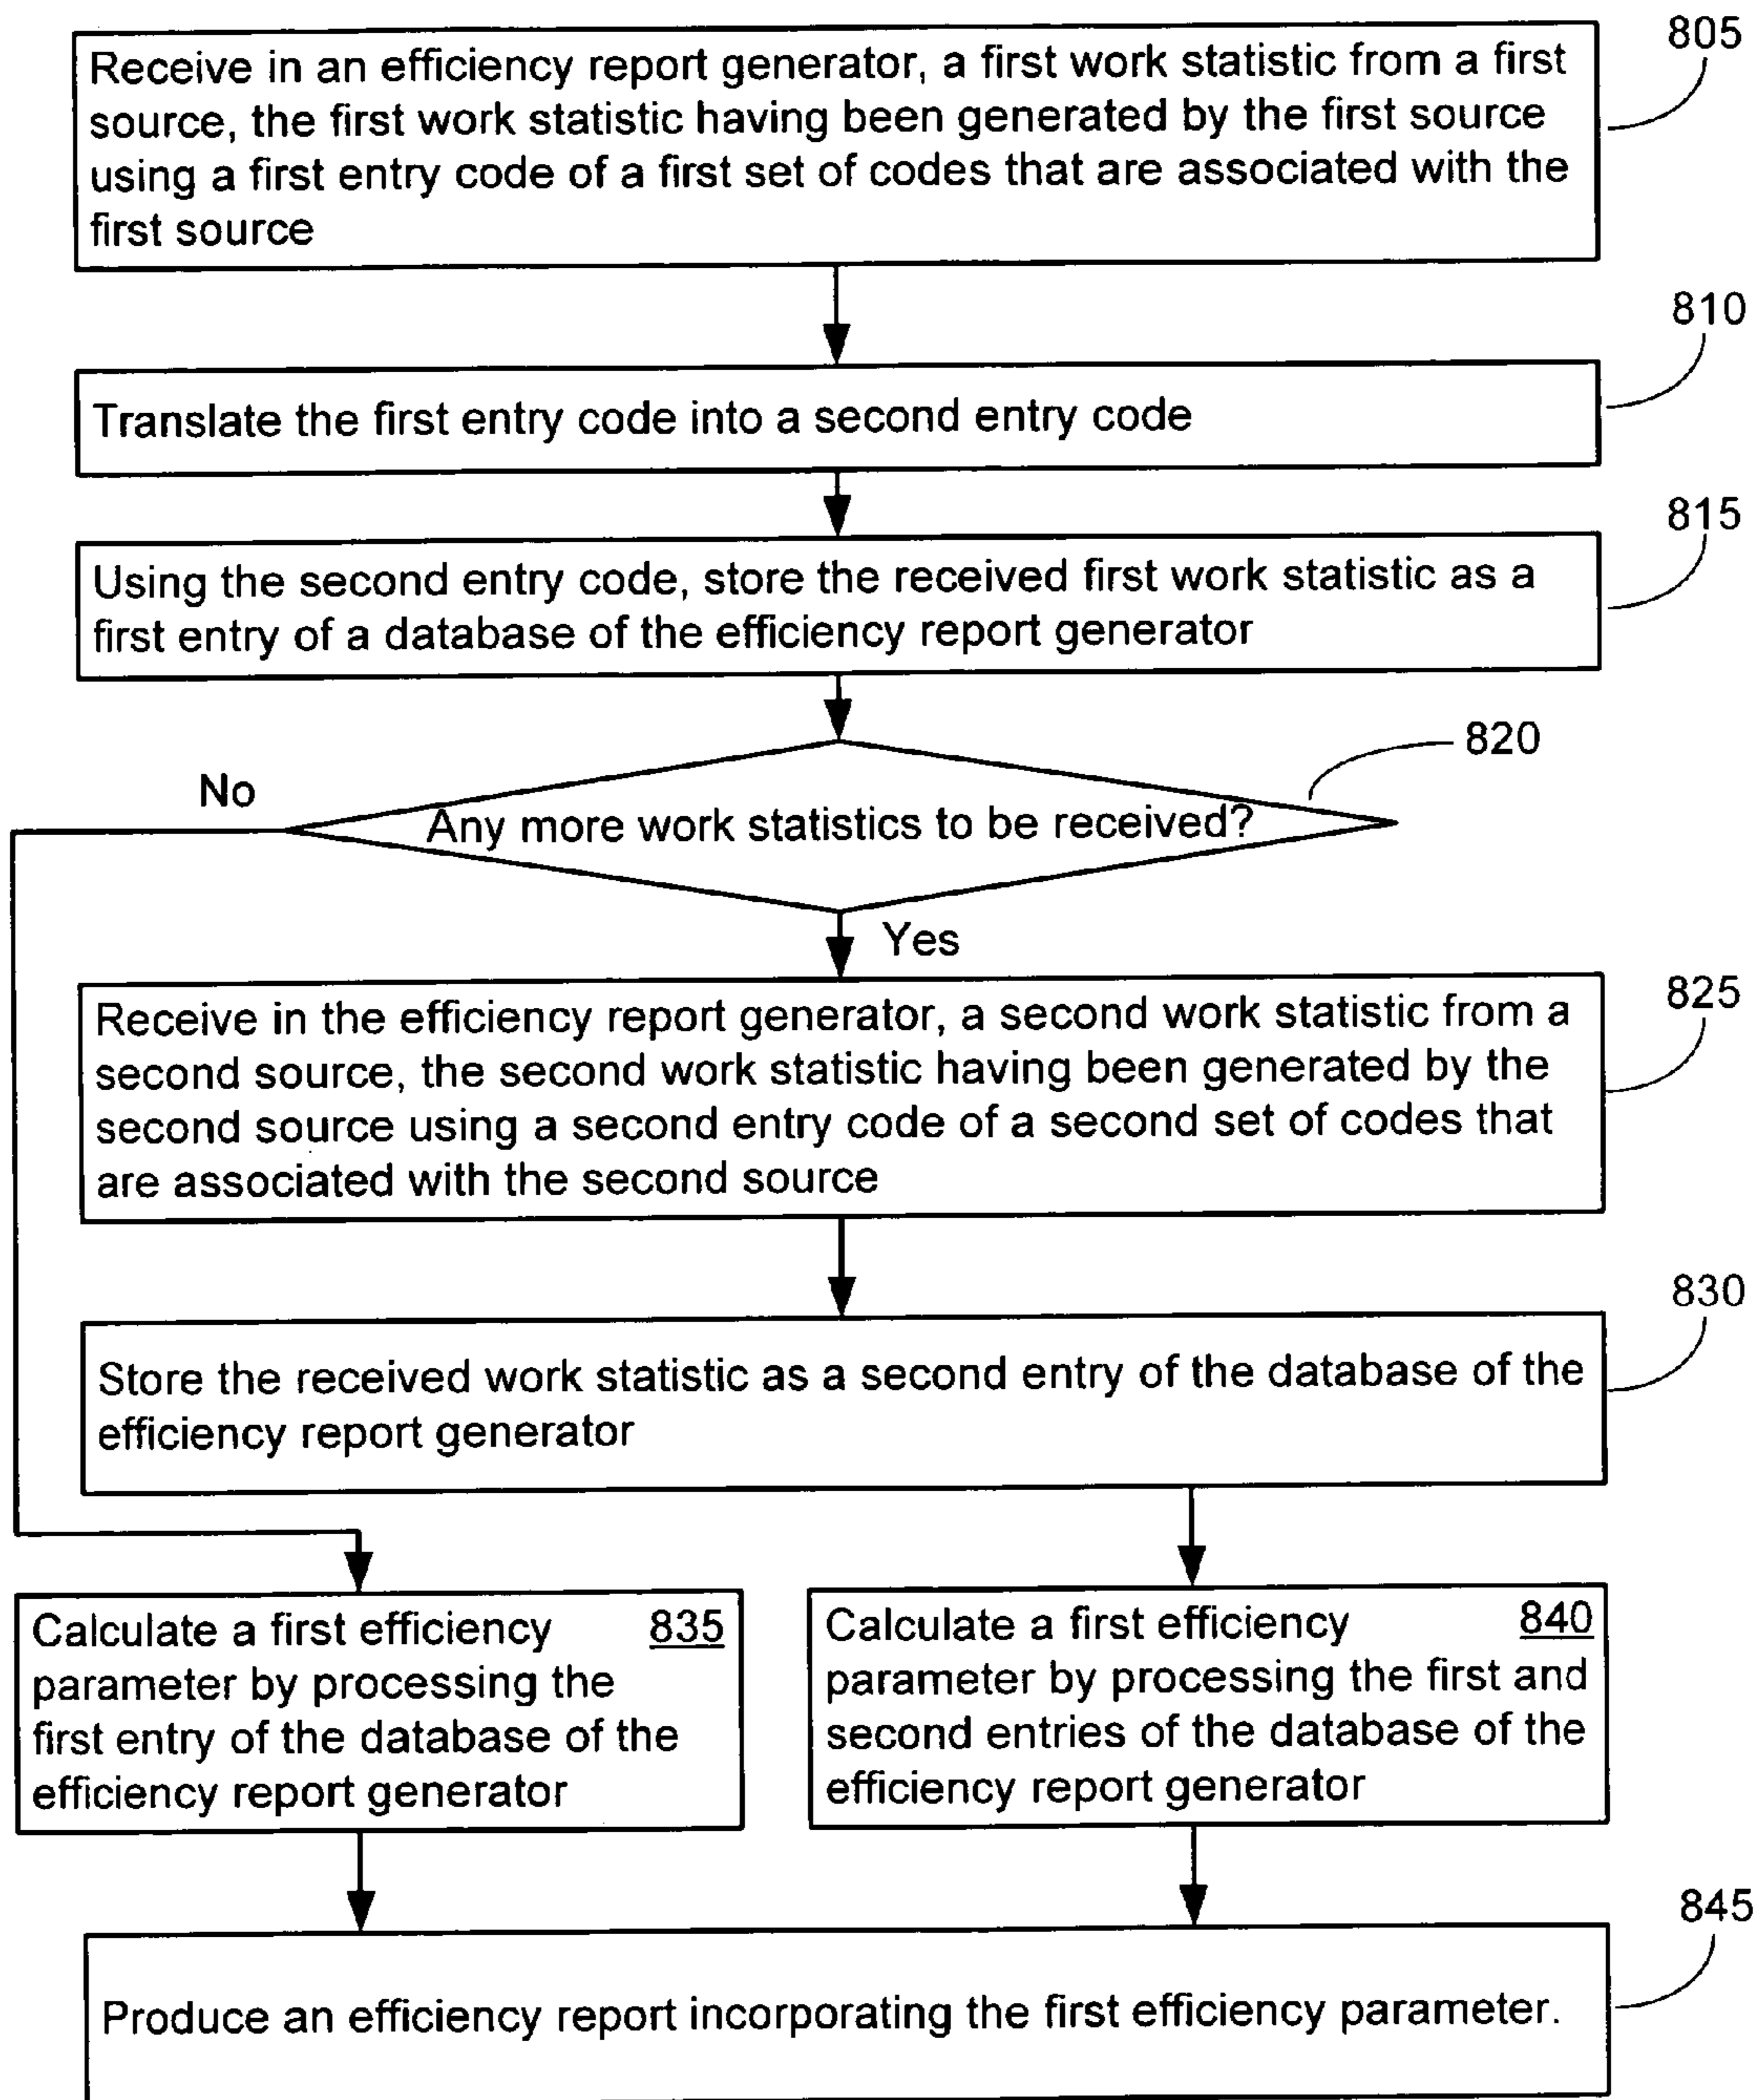 805
Receive in an efficiency report generator, a first work statistic from a first
source, the first work statistic having been generated by the first source
using a first entry code of a first set of codes that are associated with the
first source
810
Translate the first entry code into a second entry code
815
Using the second entry code, store the received first work statistic as a
first entry of a database of the efficiency report generator
820
No
Any more work statistics to be received?
Yes
825
Receive in the efficiency report generator, a second work statistic from a
second source, the second work statistic having been generated by the
second source using a second entry code of a second set of codes that
are associated with the second source
830
Store the received work statistic as a second entry of the database of the
efficiency report generator
Calculate a first efficiency 835
parameter by processing the
first entry of the database of the
efficiency report generator
Calculate a first efficiency 840
parameter by processing the first and
second entries of the database of the
efficiency report generator
845
Produce an efficiency report incorporating the first efficiency parameter.